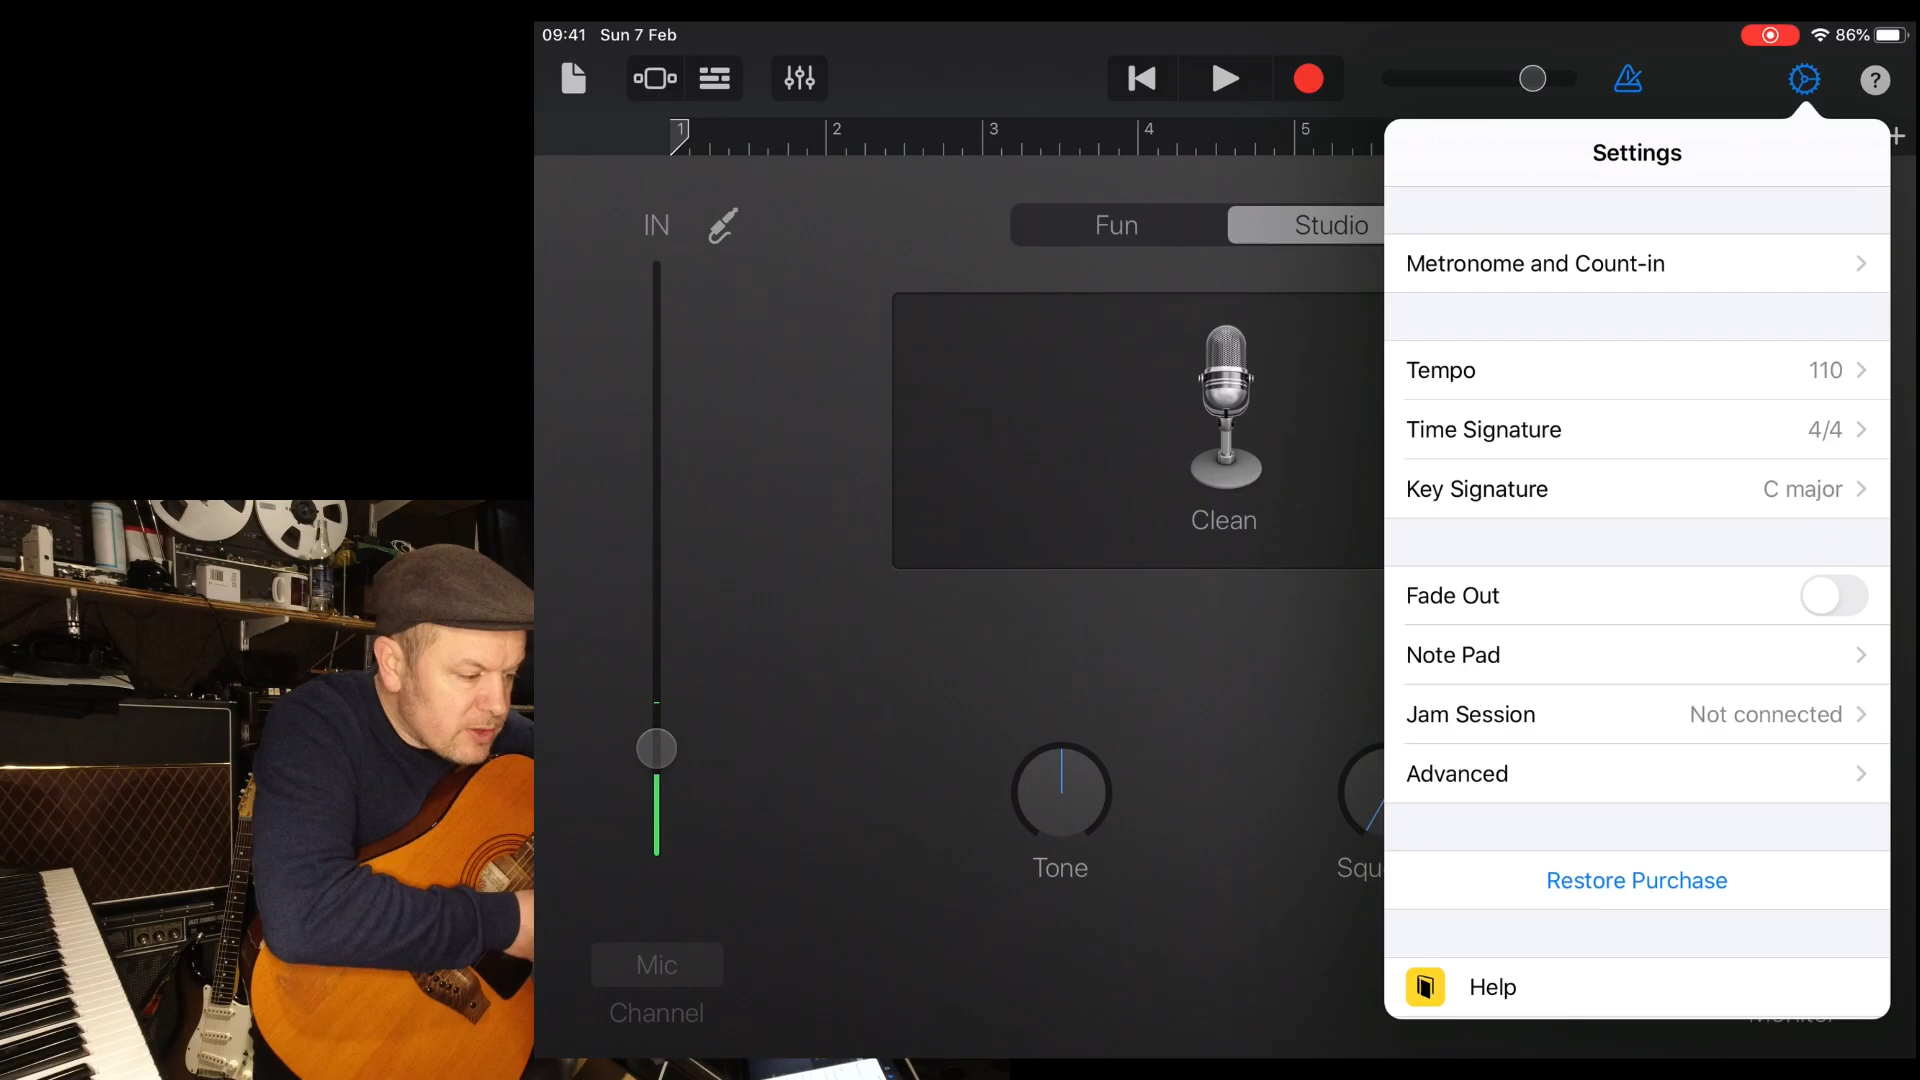 09:41 Sun 7 Feb
86%
?
1 2 3 4 5
Settings
IN
Fun Studio
Metronome and Count-in
Tempo 110
Time Signature 4/4
Key Signature C major
Clean
Fade Out
Note Pad
Jam Session Not connected
Advanced
Tone
Squ
Restore Purchase
Mic
Help
Channel